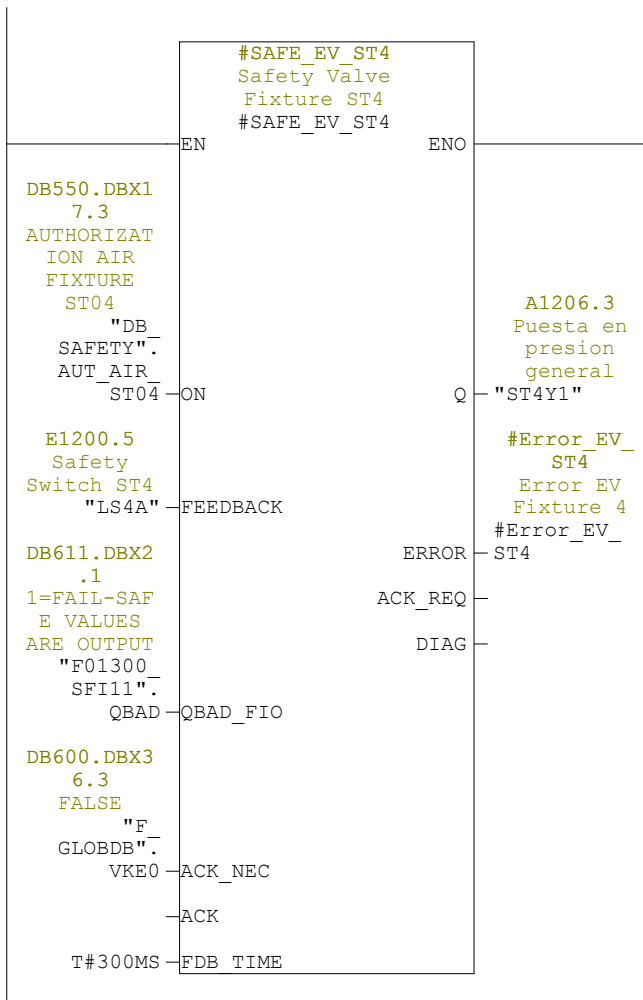 #SAFE_EV_ST4
Safety Valve
Fixture ST4
#SAFE_EV_ST4
EN
ENO
DB550.DBX1
7.3
AUTHORIZAT
ION AIR
FIXTURE
ST04
"DB_
SAFETY".
AUT_AIR_
ST04
ON
A1206.3
Puesta en
presion
general
Q
"ST4Y1"
E1200.5
Safety
Switch ST4
"LS4A"
FEEDBACK
#Error_EV_
ST4
Error EV
Fixture 4
#Error_EV_
ERROR
ST4
DB611.DBX2
.1
1=FAIL-SAF
E VALUES
ARE OUTPUT
"F01300_
SFI11".
QBAD
QBAD_FIO
ACK_REQ
DIAG
DB600.DBX3
6.3
FALSE
"F_
GLOBDB".
VKE0
ACK_NEC
ACK
T#300MS
FDB_TIME